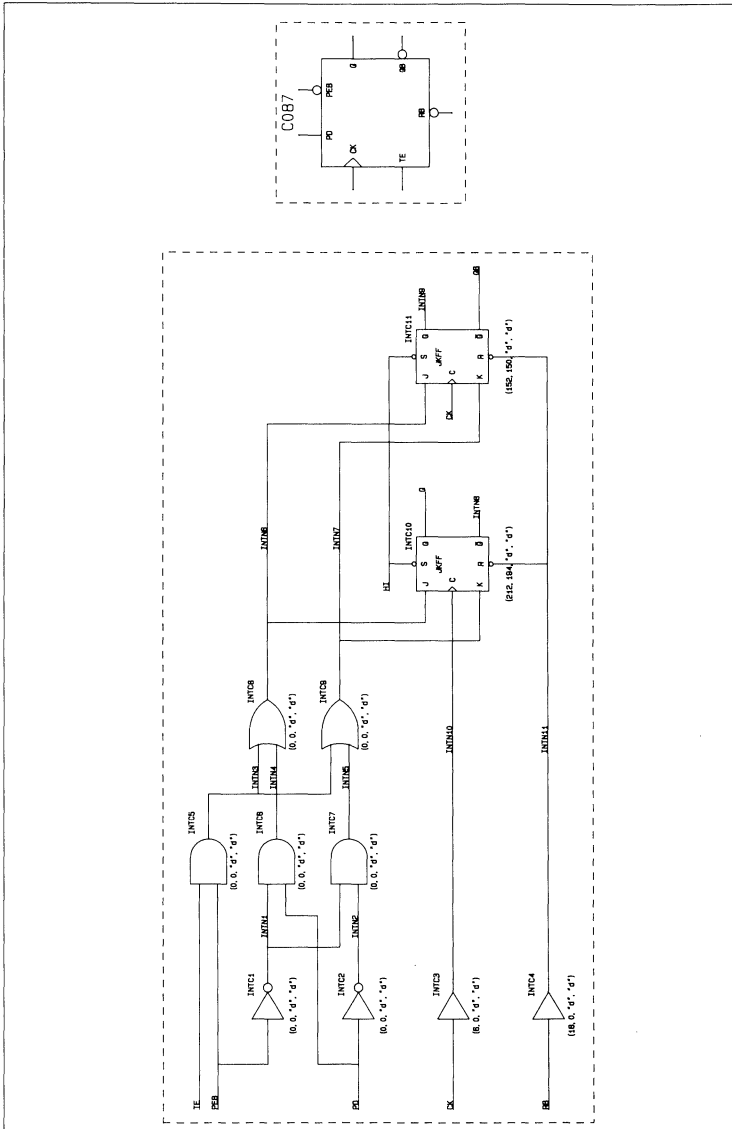 C0B7
PD
PEB
CK
Q
TE
QB
RB
TE
PEB
PD
CK
RB
INTC1
(0, 0, "d", "d")
INTC2
(0, 0, "d", "d")
INTC3
(6, 0, "d", "d")
INTC4
(18, 0, "d", "d")
INTN1
INTN2
INTC5
(0, 0, "d", "d")
INTC6
(0, 0, "d", "d")
INTC7
(0, 0, "d", "d")
INTN3
INTN4
INTN5
INTC8
(0, 0, "d", "d")
INTC9
(0, 0, "d", "d")
INTN6
INTN7
INTN10
INTN11
HI
INTC10
J
S
Q
JKFF
C
K
R
Q
(212, 184, "d", "d")
Q
INTN8
CK
INTC11
J
S
Q
JKFF
C
K
R
Q
(152, 150, "d", "d")
INTN9
QB